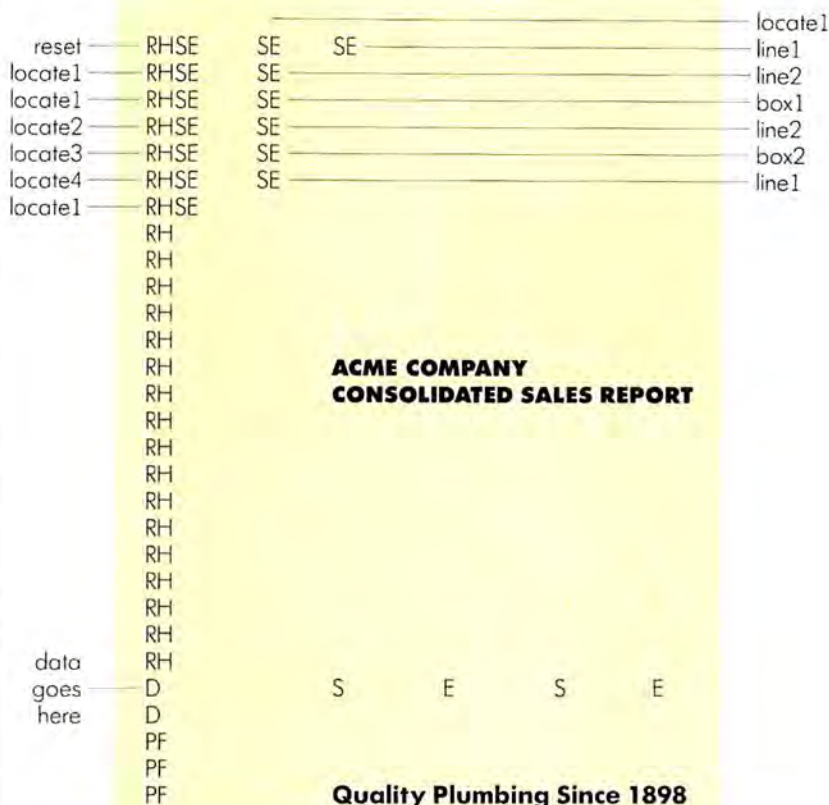 locate1
reset RHSE SE SE line1
locate1 RHSE SE line2
locate1 RHSE SE box1
locate2 RHSE SE line2
locate3 RHSE SE box2
locate4 RHSE SE line1
locate1 RHSE
RH
RH
RH
RH
RH
RH ACME COMPANY
RH CONSOLIDATED SALES REPORT
RH
RH
RH
RH
RH
RH
RH
RH
RH
data RH
goes D S E S E
here D
PF
PF
PF Quality Plumbing Since 1898